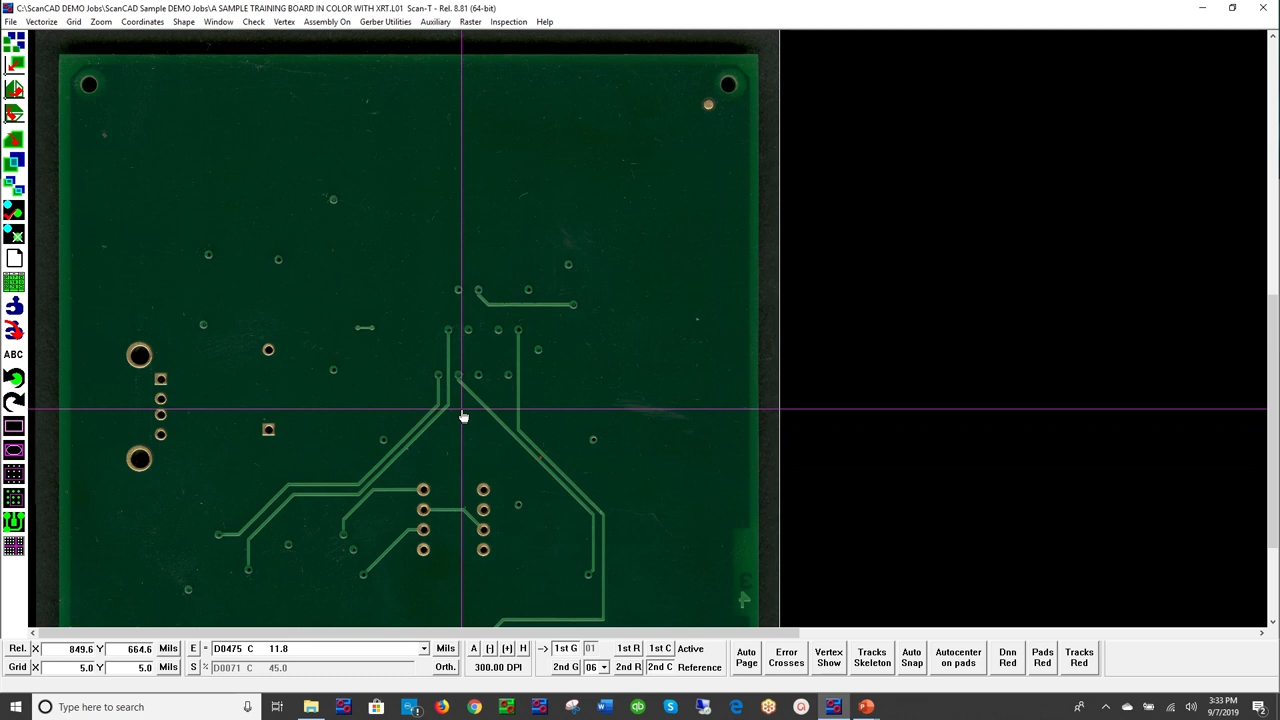 C:\ScanCAD DEMO Jobs\ScanCAD Sample DEMO Jobs\A SAMPLE TRAINING BOARD IN COLOR WITH XRT.L01 Scan-T - Rel. 8.81 (64-bit)
File Vectorize Grid Zoom Coordinates Shape Window Check Vertex Assembly On Gerber Utilities Auxiliary Raster Inspection Help
ABC
Rel. X 849.6 Y 664.6 Mils E = D0475 C 11.8 Mils A [-] [+] H --> 1st G 01 1st R 1st C Active
Grid X 5.0 Y 5.0 Mils S % D0071 C 45.0 Orth. 300.00 DPI 2nd G 06 2nd R 2nd C Reference
Auto Page Error Crosses Vertex Show Tracks Skeleton Auto Snap Autocenter on pads Dnn Red Pads Red Tracks Red
Type here to search
3:33 PM
9/7/2019